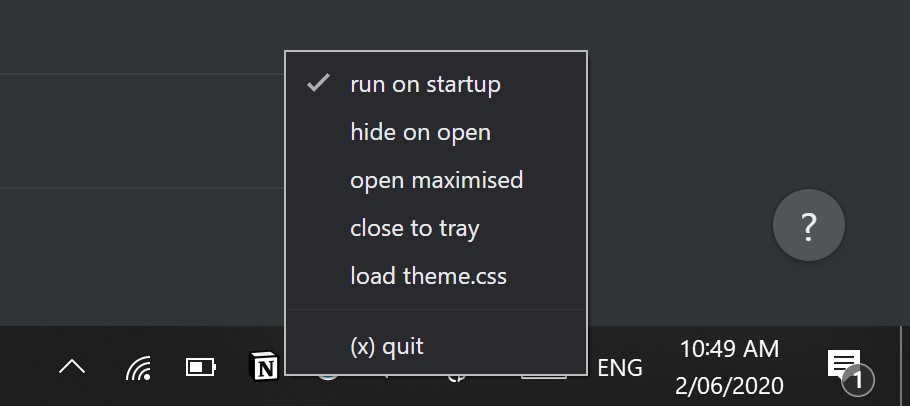 run on startup
hide on open
open maximised
close to tray
load theme.css
(x) quit
?
N
ENG
10:49 AM
2/06/2020
1